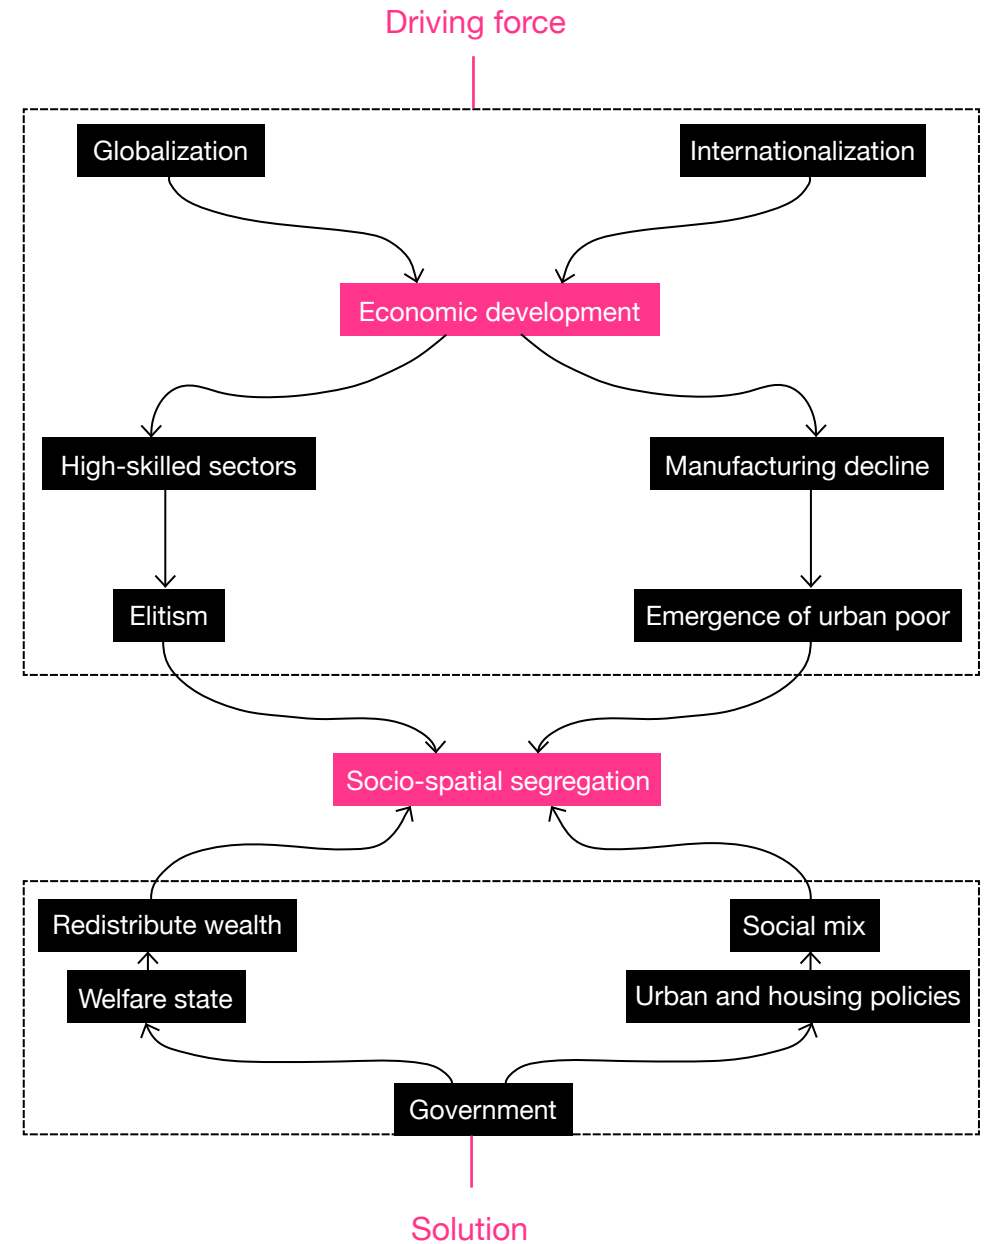 Driving force
Globalization
Internationalization
Economic development
High-skilled sectors
Manufacturing decline
Elitism
Emergence of urban poor
Socio-spatial segregation
Redistribute wealth
Social mix
Welfare state
Urban and housing policies
Government
Solution